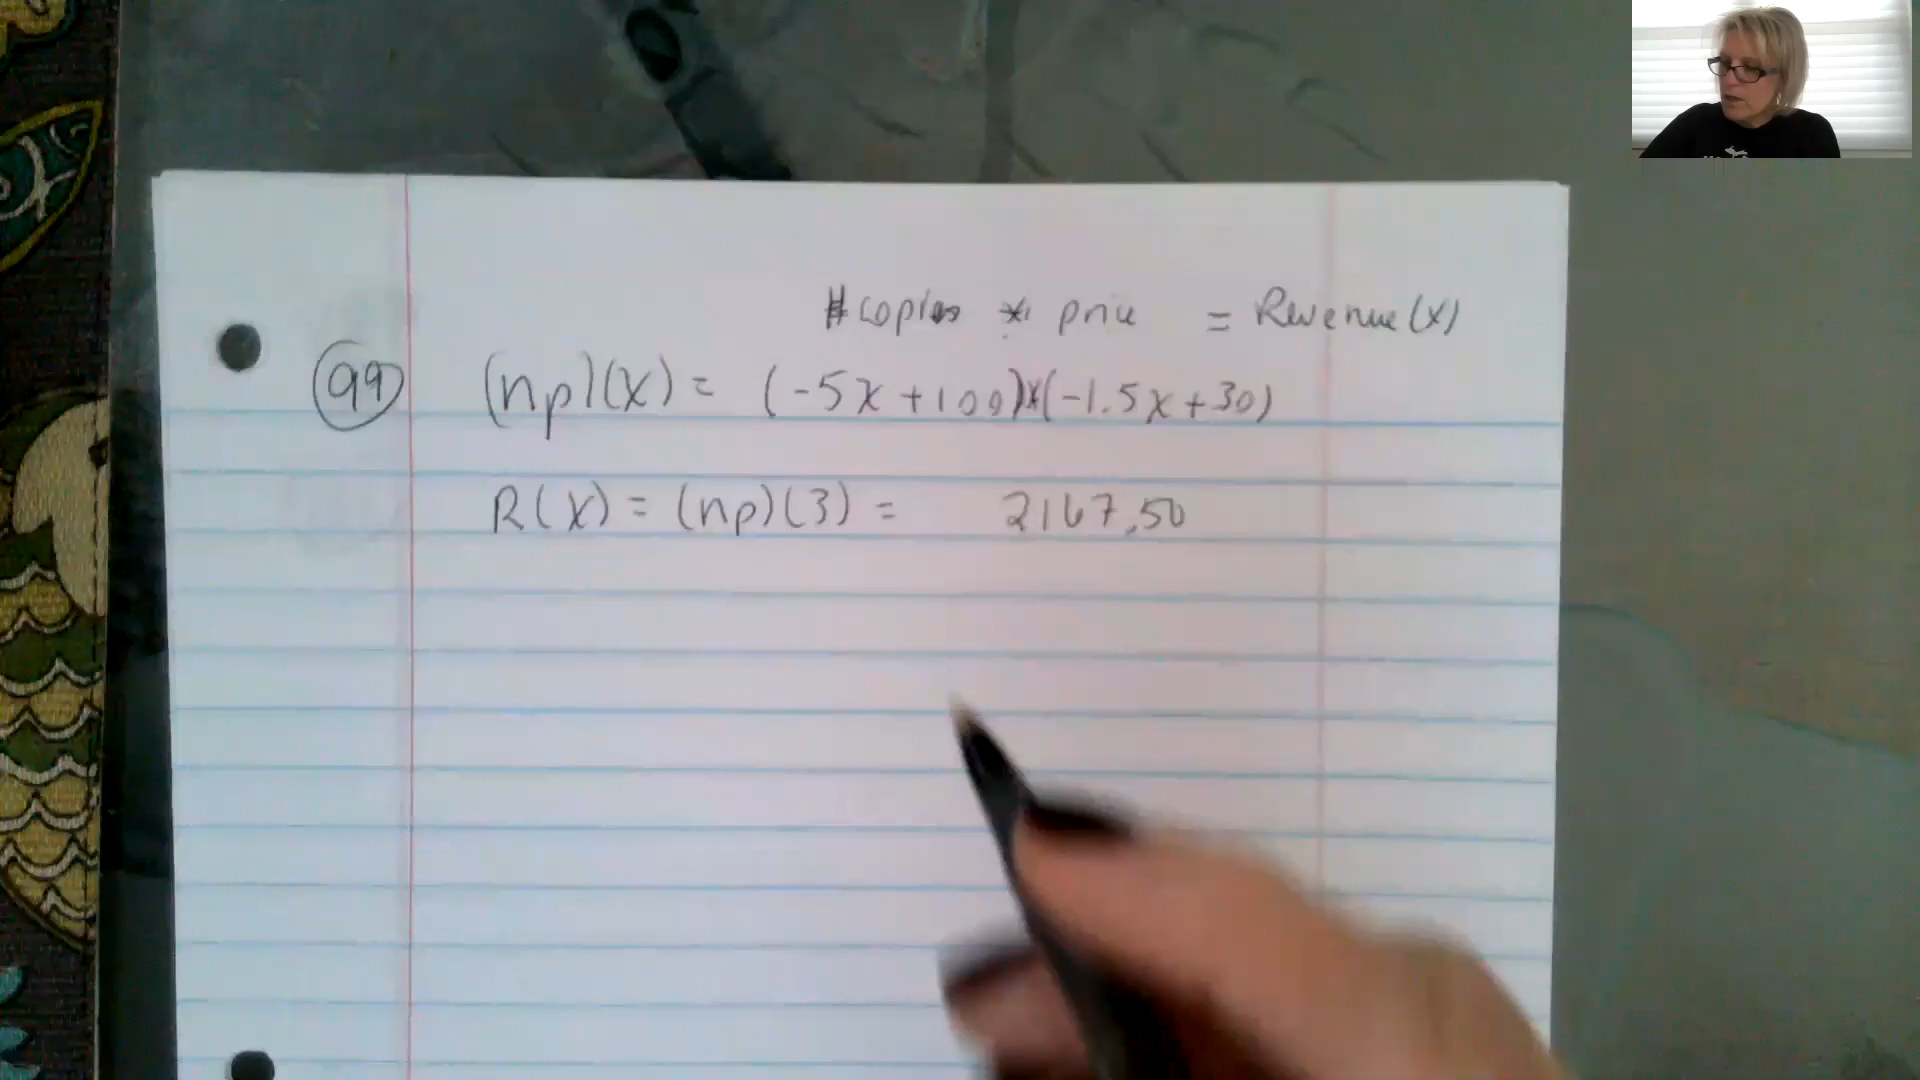 # copies * price = Revenue(x)
99 (np)(x) = (-5x+100)*(-1.5x+30)
R(x) = (np)(3) = 2167.50